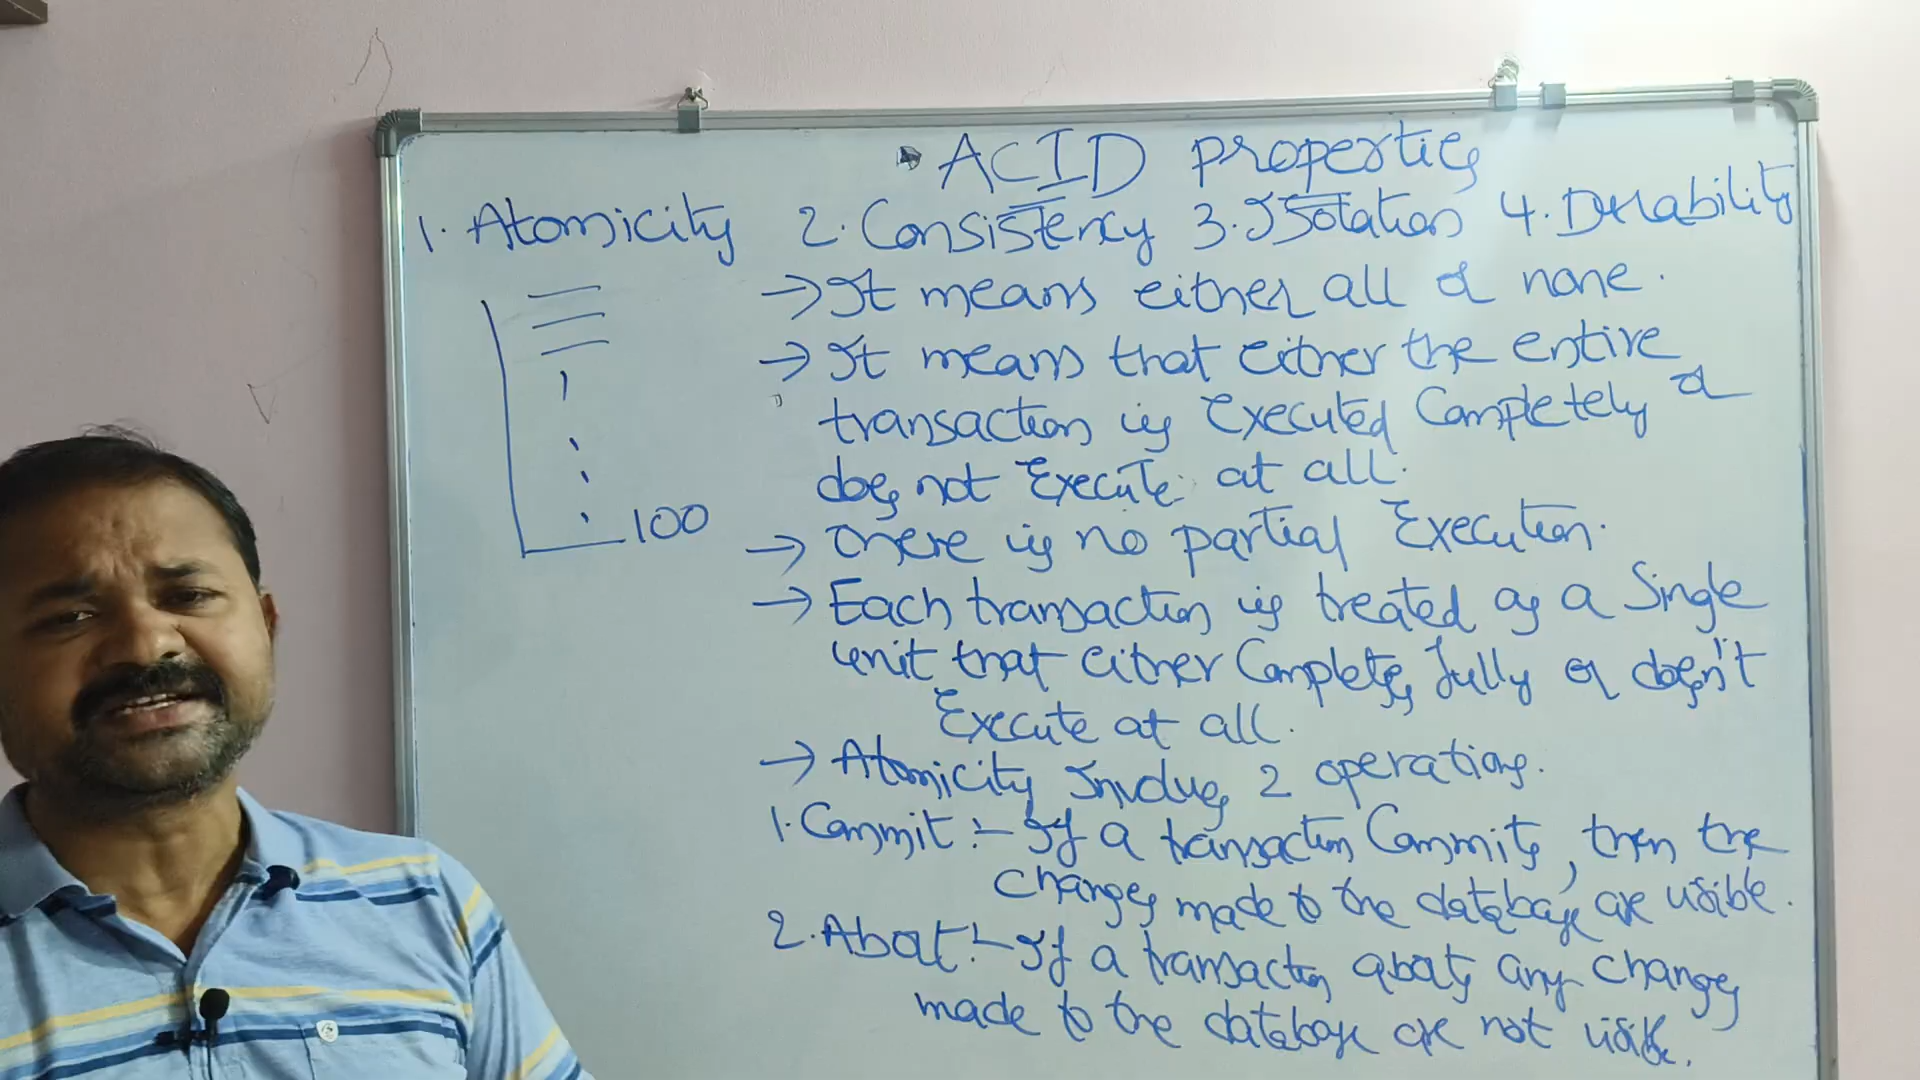 ACID properties
1. Atomicity 2. Consistency 3. Isolation 4. Durability
→ It means either all or none.
→ It means that either the entire
transaction is Executed Completely or
does not Execute at all.
100
→ There is no partial Execution.
→ Each transaction is treated as a Single
unit that either Completes fully or doesn't
Execute at all.
→ Atomicity Involves 2 operations.
1. Commit :- If a transaction Commits, then the
changes made to the database are visible.
2. Abort :- If a transaction aborts any changes
made to the database are not visible.